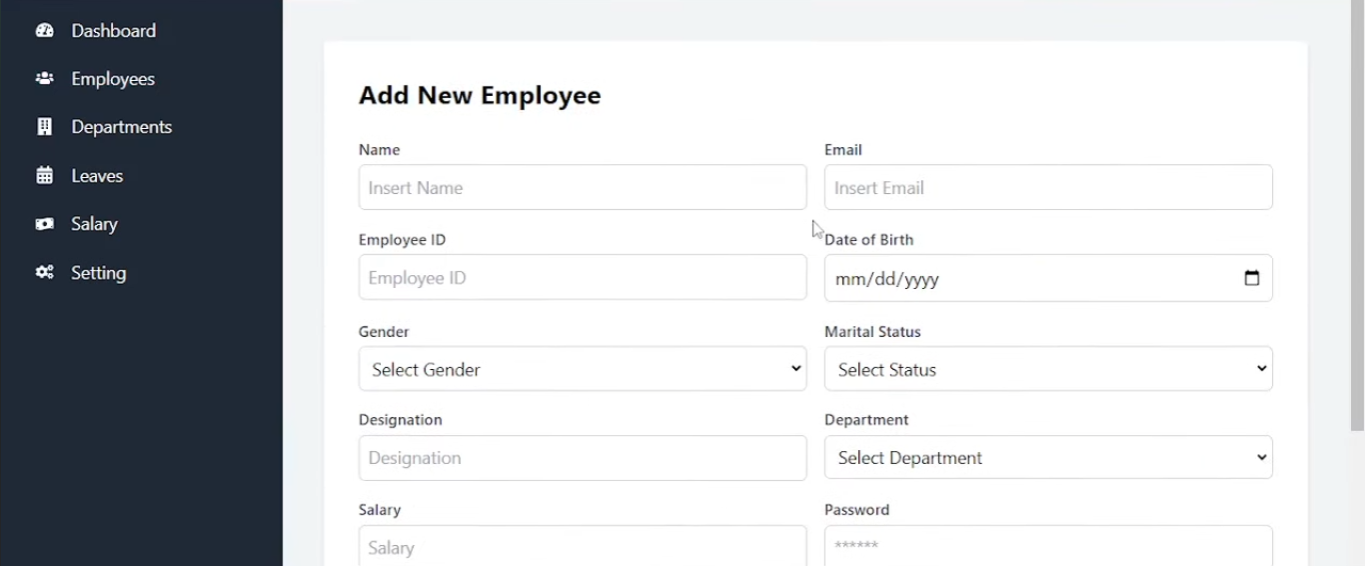 Dashboard
Employees
Departments
Leaves
Salary
Setting
Add New Employee
Name
Email
Insert Name
Insert Email
Employee ID
Date of Birth
Employee ID
mm/dd/yyyy
Gender
Marital Status
Select Gender
Select Status
Designation
Department
Designation
Select Department
Salary
Password
Salary
******